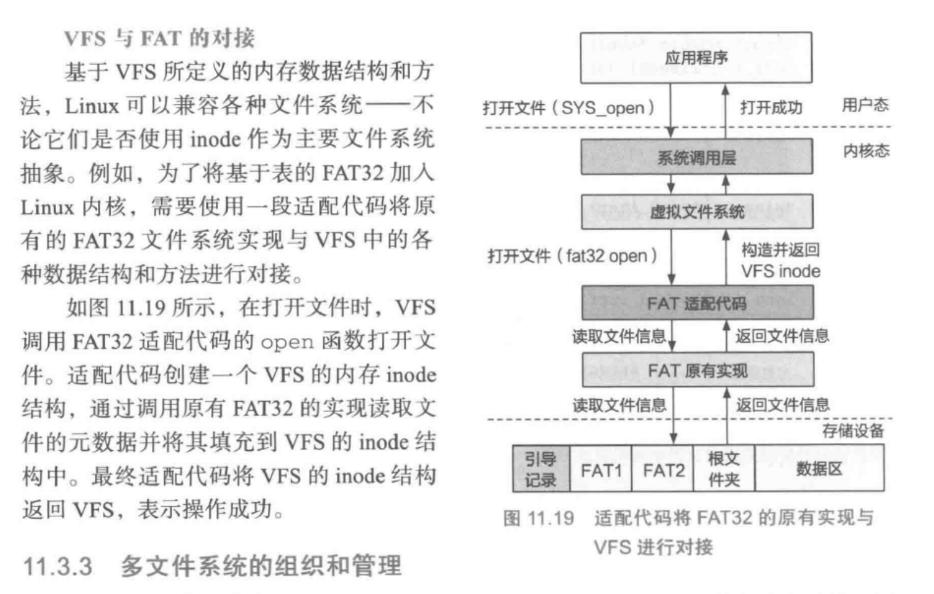 VFS 与 FAT 的对接
基于 VFS 所定义的内存数据结构和方
法，Linux 可以兼容各种文件系统——不
论它们是否使用 inode 作为主要文件系统
抽象。例如，为了将基于表的 FAT32 加入
Linux 内核，需要使用一段适配代码将原
有的 FAT32 文件系统实现与 VFS 中的各
种数据结构和方法进行对接。
如图 11.19 所示，在打开文件时，VFS
调用 FAT32 适配代码的 open 函数打开文
件。适配代码创建一个 VFS 的内存 inode
结构，通过调用原有 FAT32 的实现读取文
件的元数据并将其填充到 VFS 的 inode 结
构中。最终适配代码将 VFS 的 inode 结构
返回 VFS，表示操作成功。
11.3.3 多文件系统的组织和管理
应用程序
打开文件（SYS_open）
打开成功
用户态
内核态
系统调用层
虚拟文件系统
打开文件（fat32 open）
构造并返回
VFS inode
FAT 适配代码
读取文件信息
返回文件信息
FAT 原有实现
读取文件信息
返回文件信息
存储设备
引导
记录
FAT1
FAT2
根文
件夹
数据区
图 11.19 适配代码将 FAT32 的原有实现与
VFS 进行对接